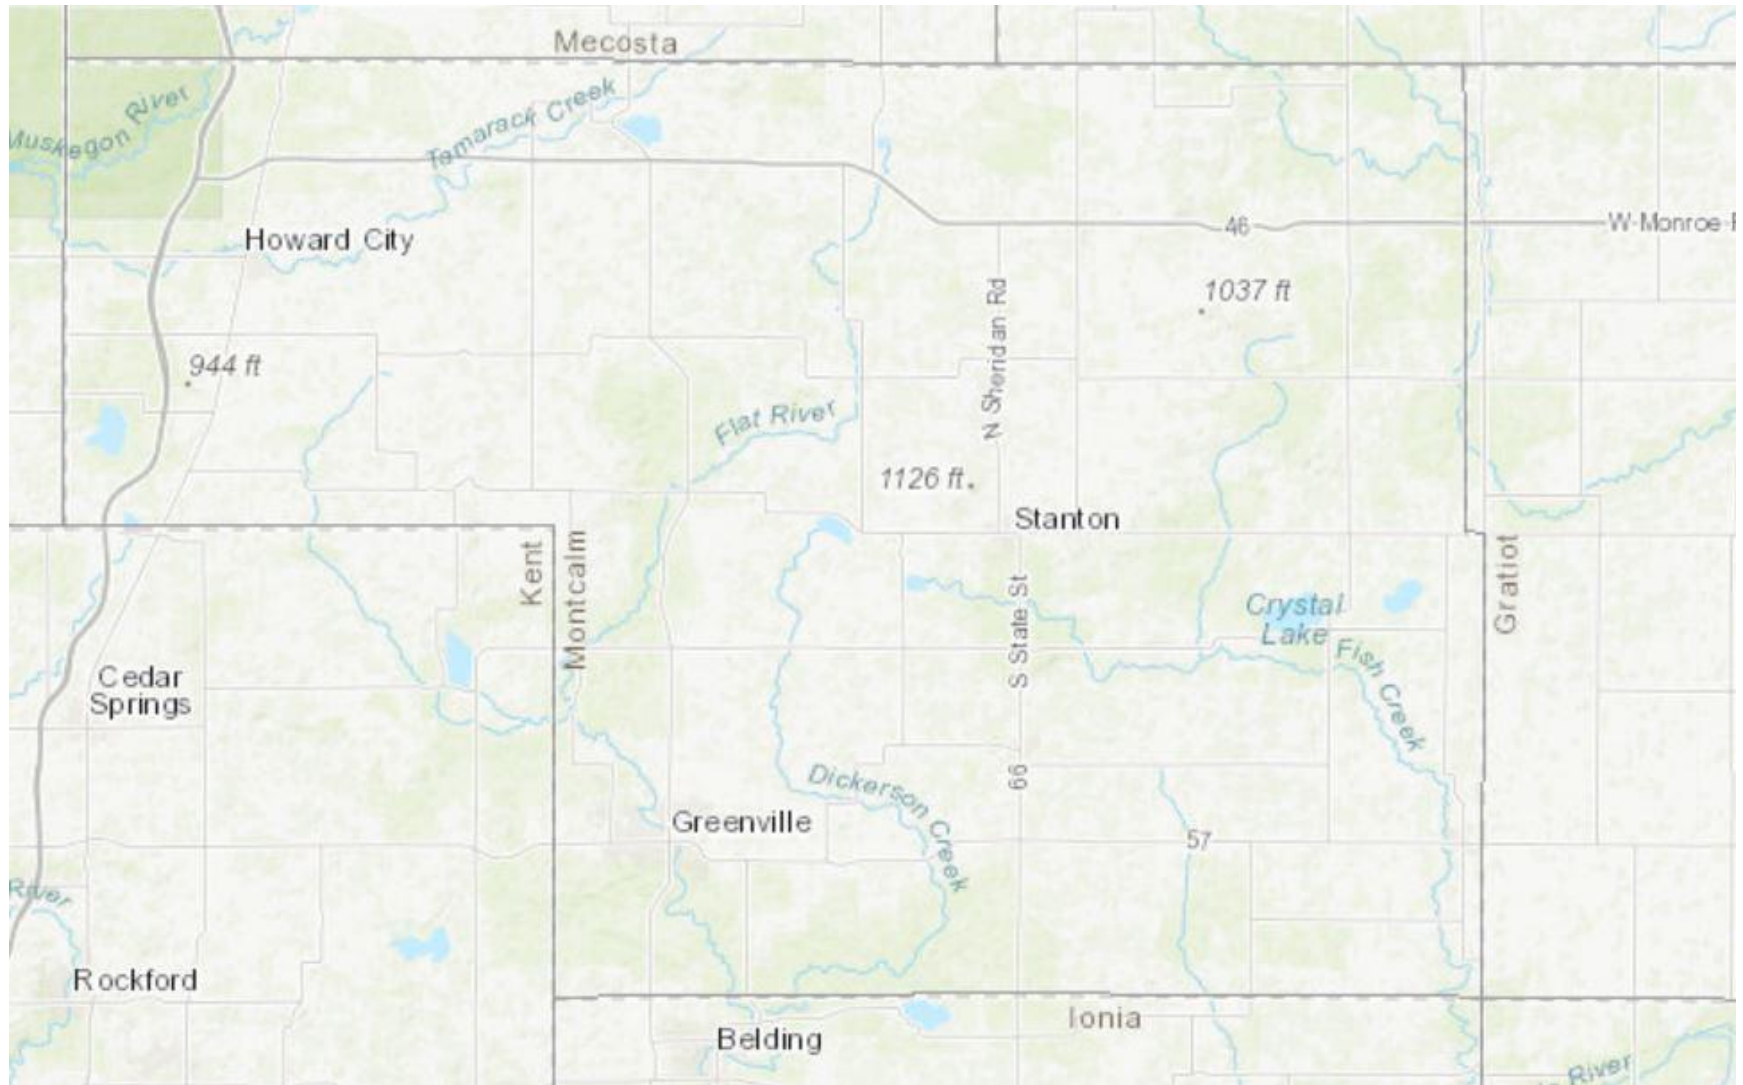 Mecosta
Muskegon River
Tamarack Creek
Howard City
46
W Monroe
1037 ft
N Sheridan Rd
944 ft
Flat River
1126 ft
Stanton
Kent
Montcalm
Gratiot
S State St
Crystal
Lake
Fish Creek
Cedar
Springs
66
Dickerson Creek
Greenville
57
River
Rockford
Ionia
Belding
River